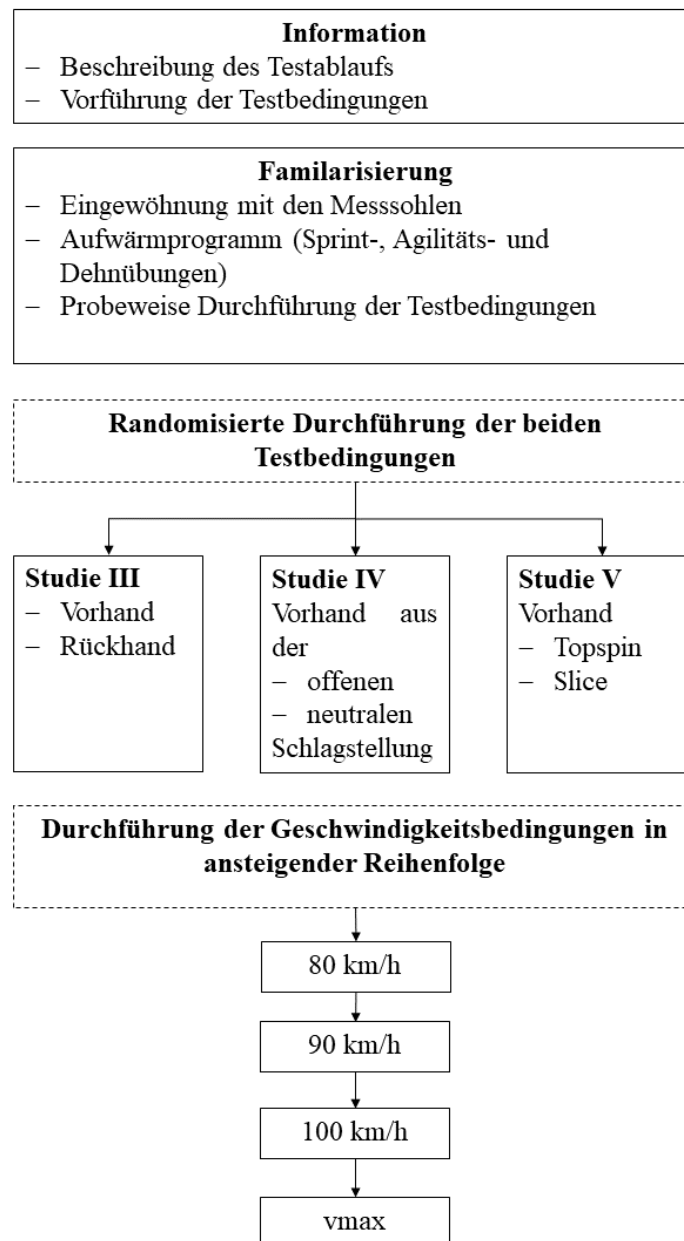 Information
– Beschreibung des Testablaufs
– Vorführung der Testbedingungen
Familarisierung
– Eingewöhnung mit den Messsohlen
– Aufwärmprogramm (Sprint-, Agilitäts- und
Dehnübungen)
– Probeweise Durchführung der Testbedingungen
Randomisierte Durchführung der beiden
Testbedingungen
Studie III
– Vorhand
– Rückhand
Studie IV
Vorhand aus
der
– offenen
– neutralen
Schlagstellung
Studie V
Vorhand
– Topspin
– Slice
Durchführung der Geschwindigkeitsbedingungen in
ansteigender Reihenfolge
80 km/h
90 km/h
100 km/h
vmax